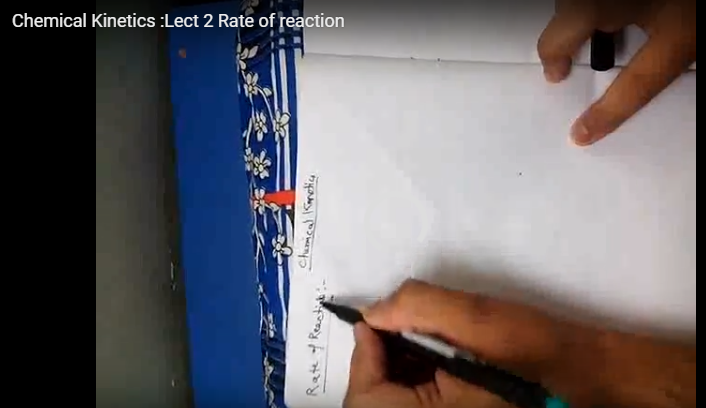 Chemical Kinetics :Lect 2 Rate of reaction
Chemical Kinetics
Rate of Reaction :-